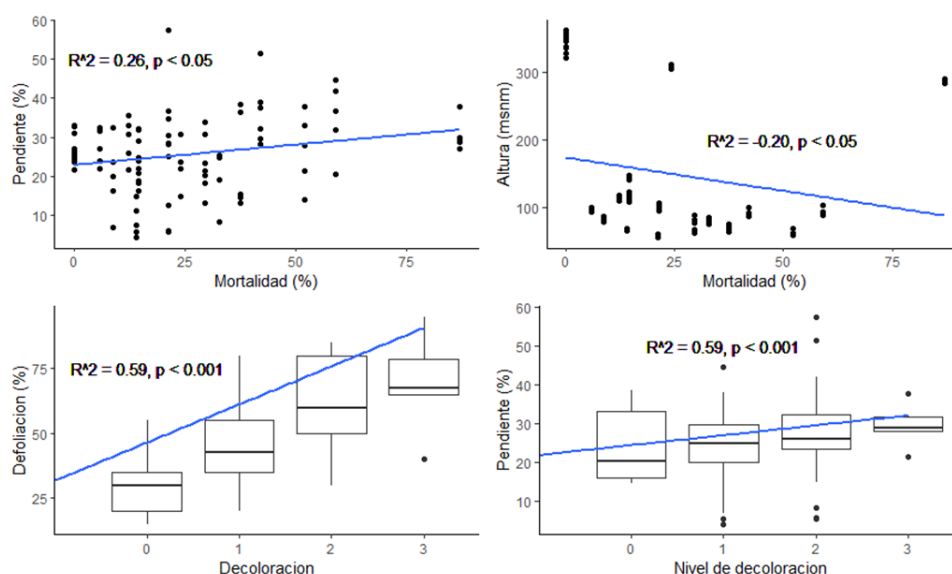 60
50
40
30
20
10
Pendiente (%)
R^2 = 0.26, p < 0.05
0
25
50
75
Mortalidad (%)
300
200
100
Altura (msnm)
R^2 = -0.20, p < 0.05
0
25
50
75
Mortalidad (%)
75
50
25
Defoliacion (%)
R^2 = 0.59, p < 0.001
0
1
2
3
Decoloracion
60
50
40
30
20
10
Pendiente (%)
R^2 = 0.59, p < 0.001
0
1
2
3
Nivel de decoloracion